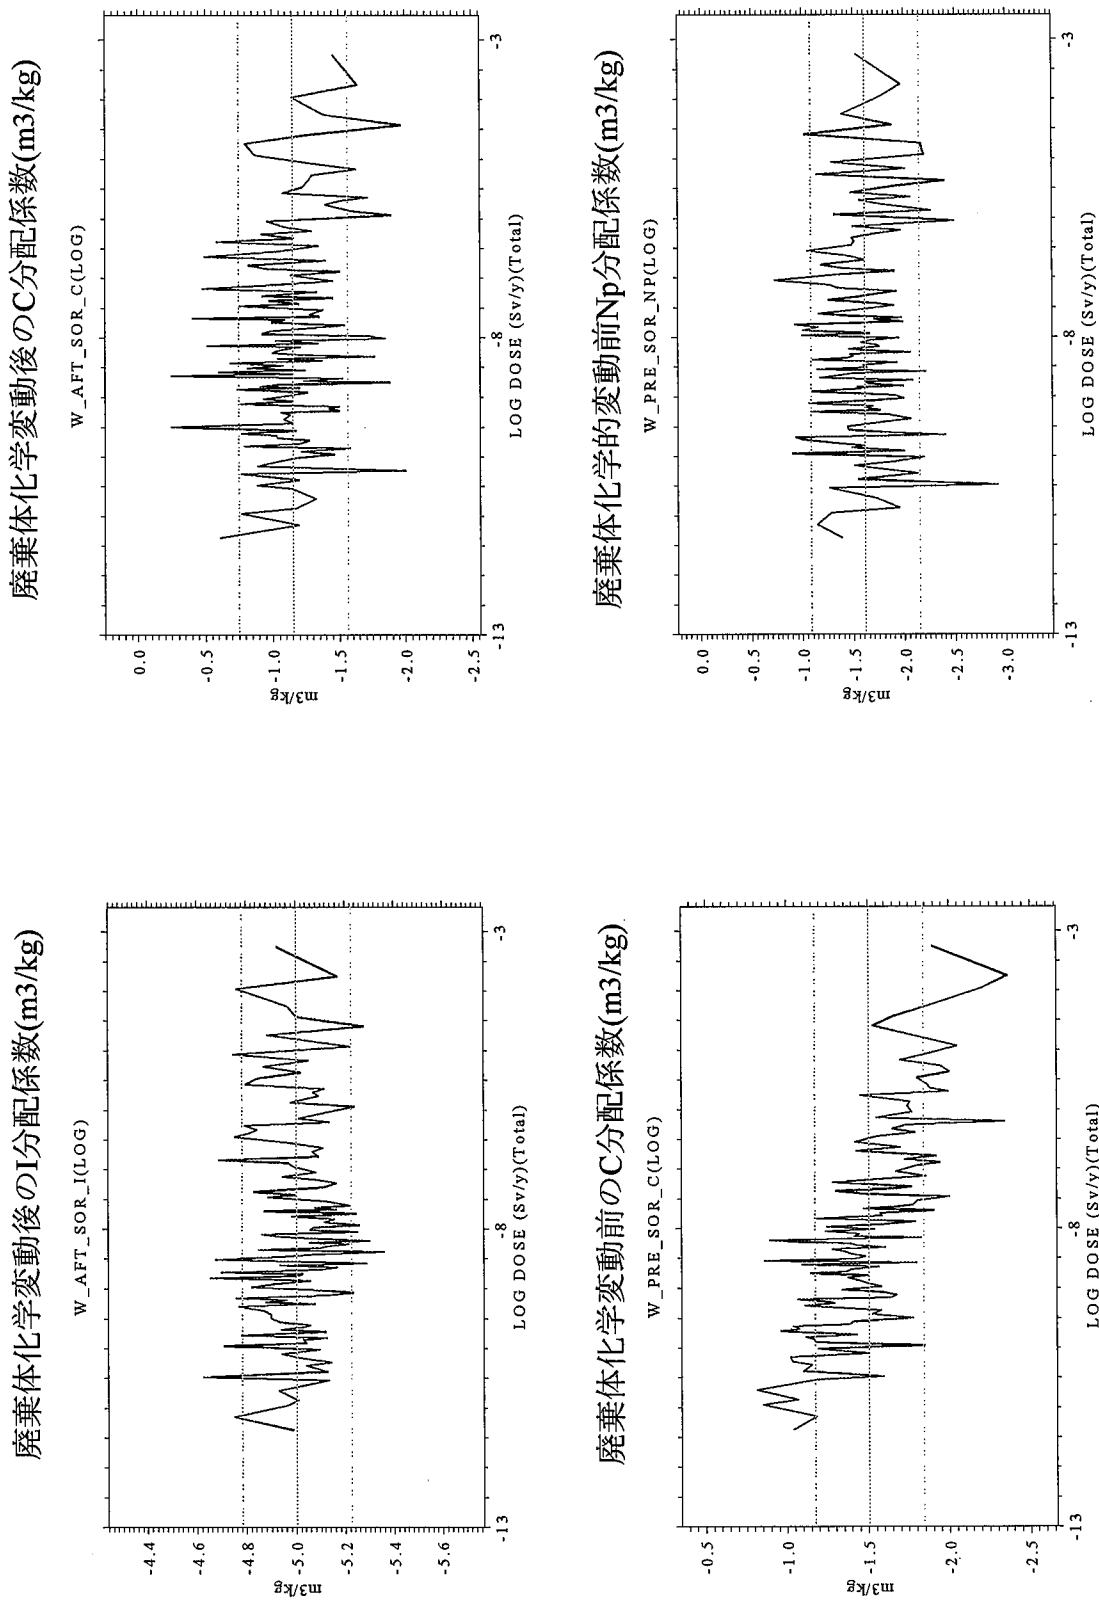 廃棄体化学変動後のI分配係数(m3/kg)
W_AFT_SOR_I(LOG)
-4.4
-4.6
-4.8
-5.0
-5.2
-5.4
-5.6
m3/kg
-13 -8 -3
LOG DOSE (Sv/y)(Total)
廃棄体化学変動後のC分配係数(m3/kg)
W_AFT_SOR_C(LOG)
0.0
-0.5
-1.0
-1.5
-2.0
-2.5
m3/kg
-13 -8 -3
LOG DOSE (Sv/y)(Total)
廃棄体化学変動前のC分配係数(m3/kg)
W_PRE_SOR_C(LOG)
-0.5
-1.0
-1.5
-2.0
-2.5
m3/kg
-13 -8 -3
LOG DOSE (Sv/y)(Total)
廃棄体化学的変動前Np分配係数(m3/kg)
W_PRE_SOR_NP(LOG)
0.0
-0.5
-1.0
-1.5
-2.0
-2.5
-3.0
m3/kg
-13 -8 -3
LOG DOSE (Sv/y)(Total)